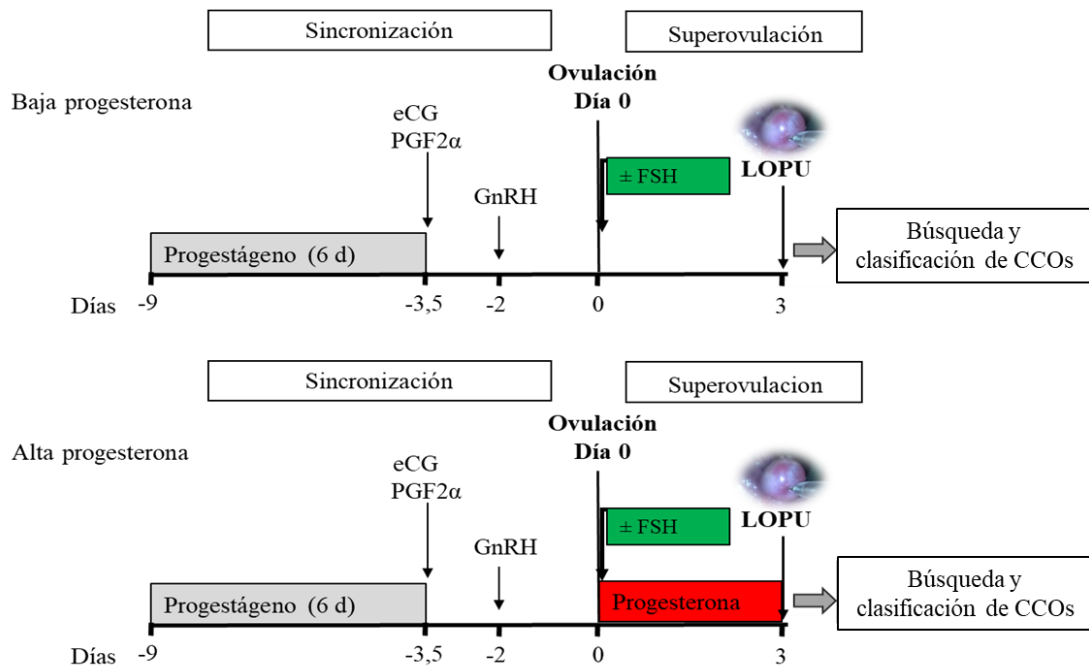 Sincronización
Superovulación
Ovulación
Día 0
Baja progesterona
eCG
PGF2α
GnRH
± FSH
LOPU
Progestágeno (6 d)
Búsqueda y
clasificación de CCOs
Días -9 -3,5 -2 0 3
Sincronización
Superovulacion
Ovulación
Día 0
Alta progesterona
eCG
PGF2α
GnRH
± FSH
LOPU
Progestágeno (6 d)
Progesterona
Búsqueda y
clasificación de CCOs
Días -9 -3,5 -2 0 3